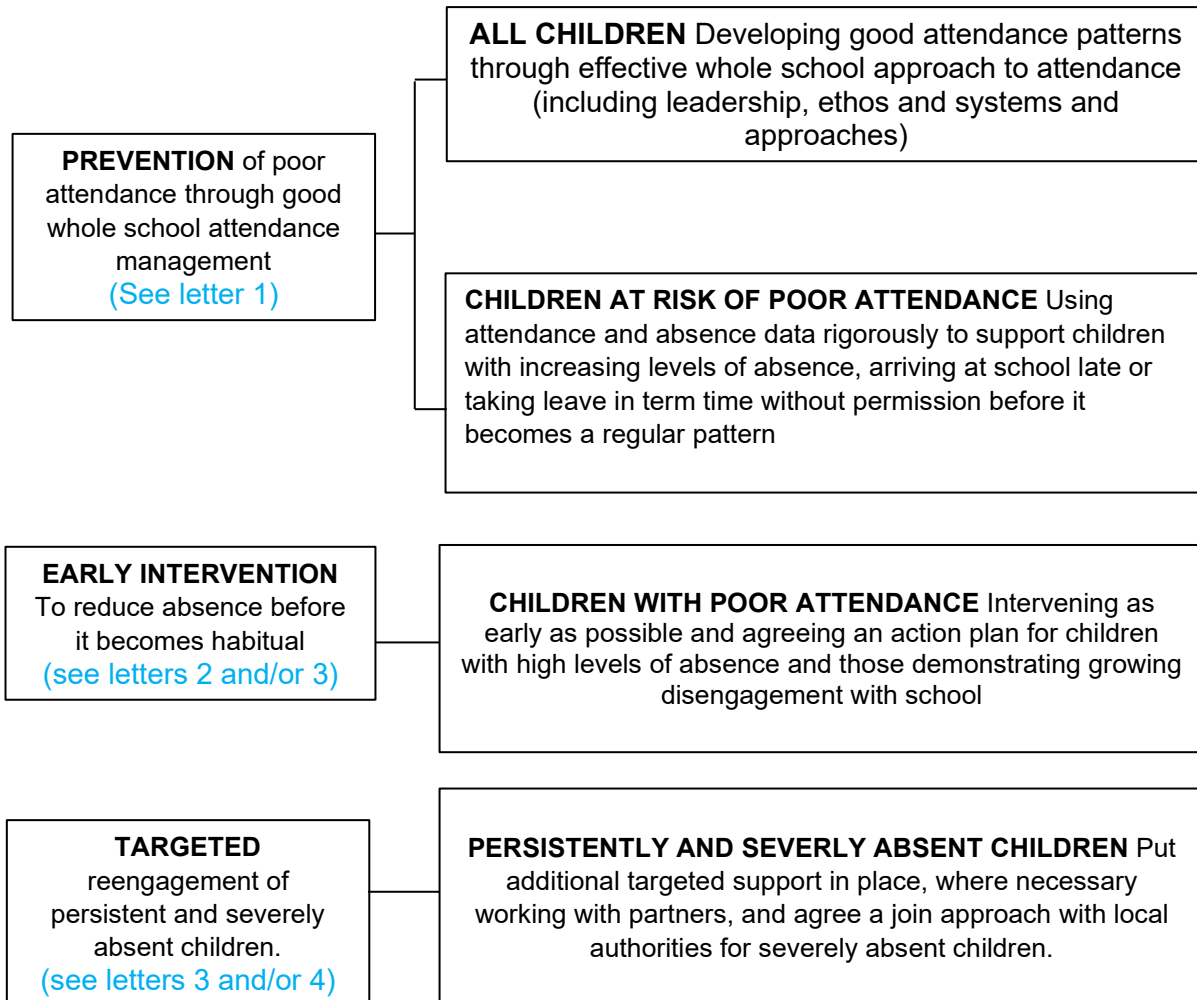 PREVENTION of poor
attendance through good
whole school attendance
management
(See letter 1)
ALL CHILDREN Developing good attendance patterns
through effective whole school approach to attendance
(including leadership, ethos and systems and
approaches)
CHILDREN AT RISK OF POOR ATTENDANCE Using
attendance and absence data rigorously to support children
with increasing levels of absence, arriving at school late or
taking leave in term time without permission before it
becomes a regular pattern
EARLY INTERVENTION
To reduce absence before
it becomes habitual
(see letters 2 and/or 3)
CHILDREN WITH POOR ATTENDANCE Intervening as
early as possible and agreeing an action plan for children
with high levels of absence and those demonstrating growing
disengagement with school
TARGETED
reengagement of
persistent and severely
absent children.
(see letters 3 and/or 4)
PERSISTENTLY AND SEVERLY ABSENT CHILDREN Put
additional targeted support in place, where necessary
working with partners, and agree a join approach with local
authorities for severely absent children.